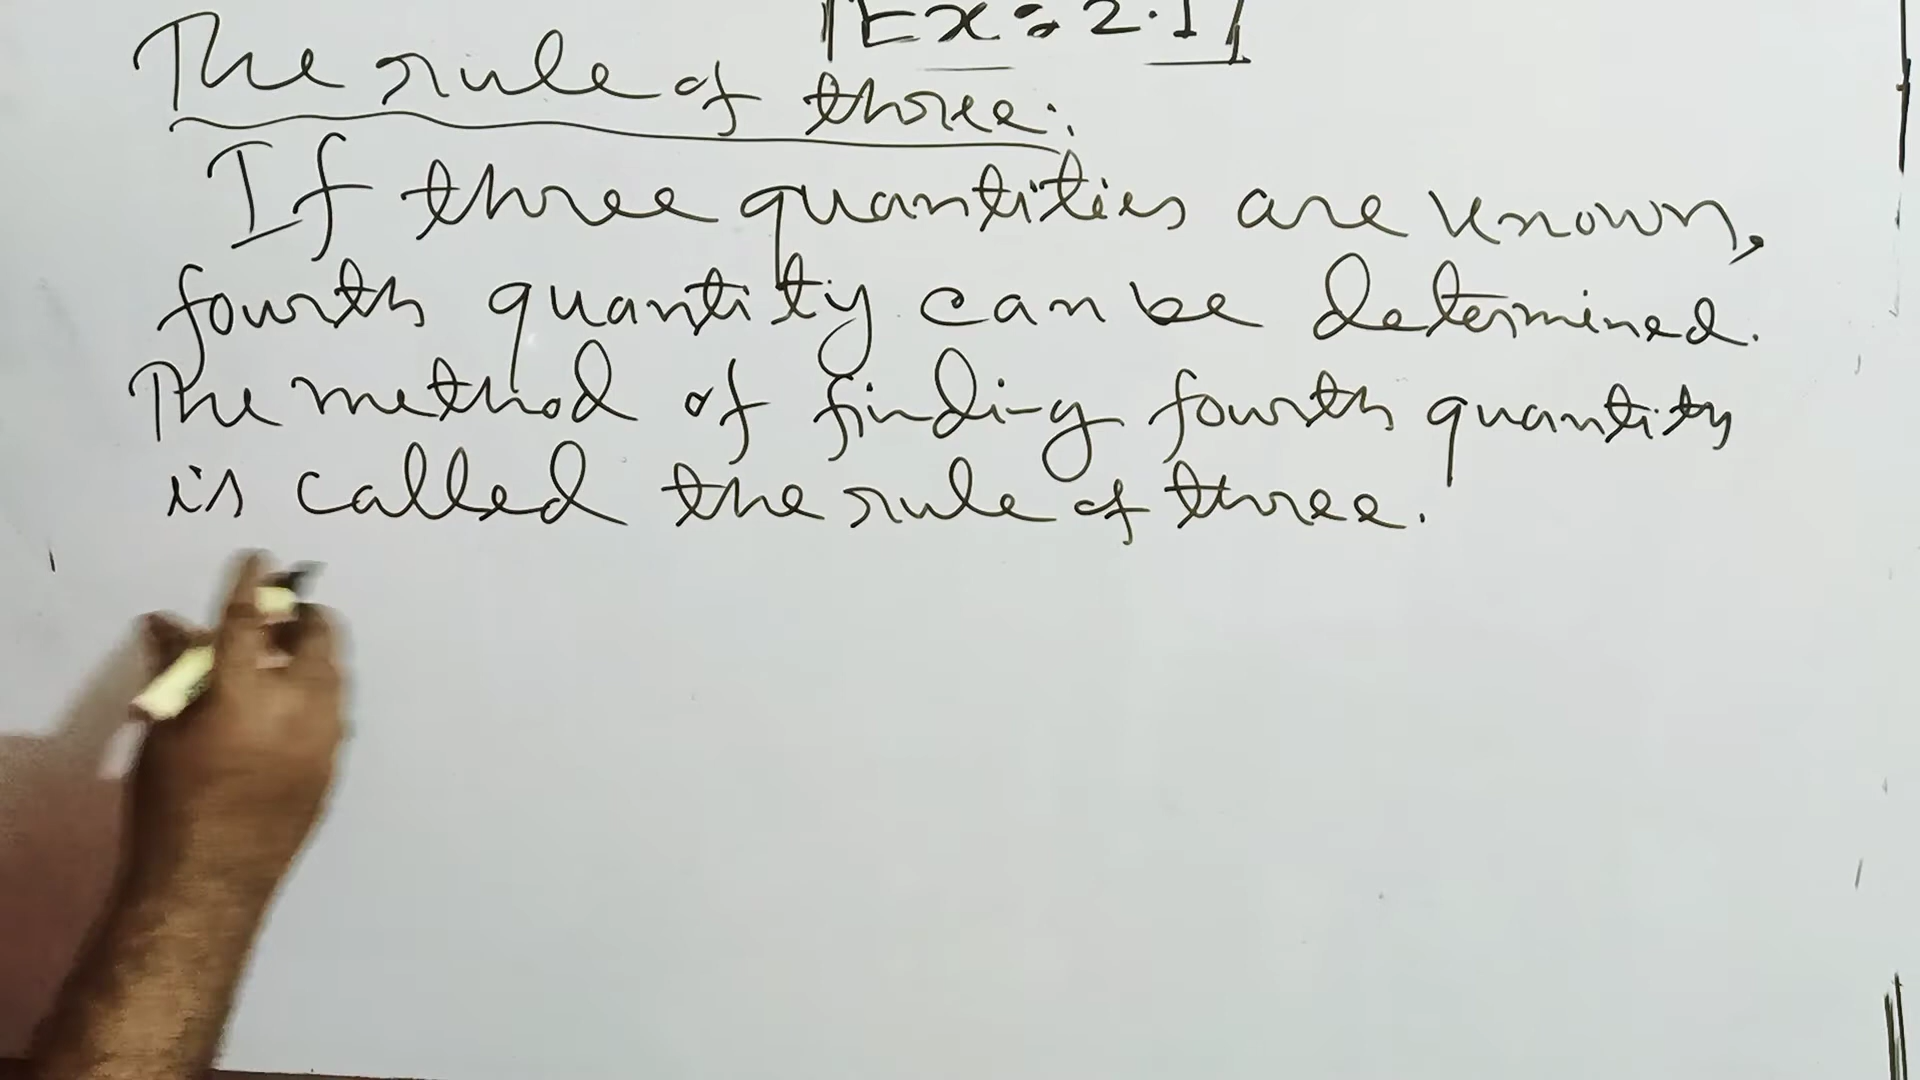 Ex: 2.1
The rule of three:
If three quantities are known,
fourth quantity can be determined.
The method of finding fourth quantity
is called the rule of three.